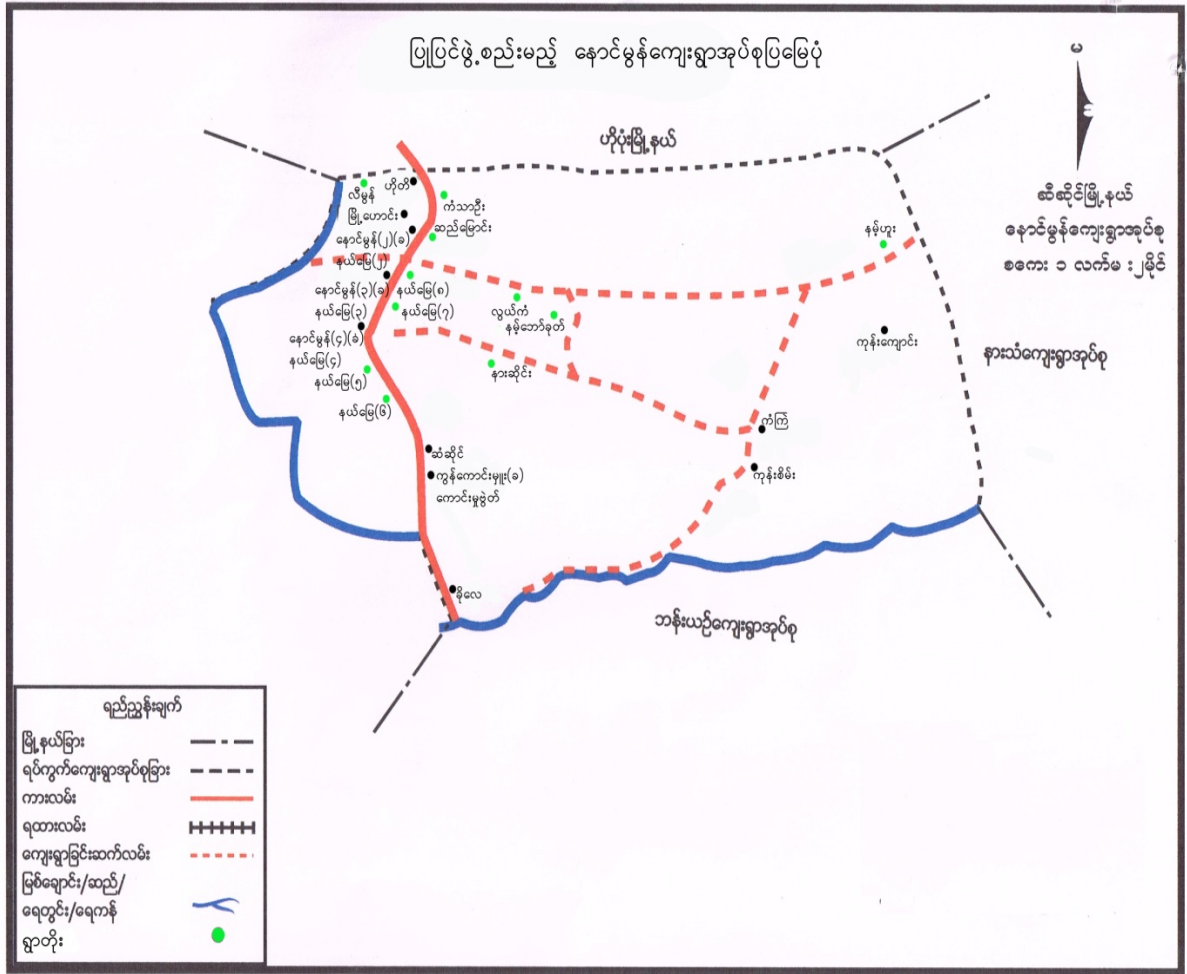 ပြုပြင်ဖွဲ့စည်းမည့် နောင်မွန်ကျေးရွာအုပ်စုပြမြေပုံ
မ
ဟိုပုံးမြို့နယ်
ဆီဆိုင်မြို့နယ်
နောင်မွန်ကျေးရွာအုပ်စု
စကေး ၁ လက်မ း၂မိုင်
လီမွန်
ဟိုတီ
ကံသာဦး
မြို့ဟောင်း
ဆည်မြောင်း
နောင်မွန်(၂)(ခ)
နယ်မြေ(၂)
နမ့်ဟူး
နောင်မွန်(၃)(ခ)
နယ်မြေ(၈)
နယ်မြေ(၃)
နယ်မြေ(၇)
လွယ်ကံ
နမ့်ဘော်ခုတ်
နောင်မွန်(၄)(ခ)
နယ်မြေ(၄)
ကုန်းကျောင်း
နားသံကျေးရွာအုပ်စု
နယ်မြေ(၅)
နားဆိုင်း
နယ်မြေ(၆)
ကံကြဲ
ဆံဆိုင်
ကွန်ကောင်းမှူး(ခ)
ကောင်းမှုဗွဲတ်
ကုန်းစိမ်း
မိုလေ
ဘန်းယဉ်ကျေးရွာအုပ်စု
ရည်ညွှန်းချက်
မြို့နယ်ခြား
ရပ်ကွက်ကျေးရွာအုပ်စုခြား
ကားလမ်း
ရထားလမ်း
ကျေးရွာခြင်းဆက်လမ်း
မြစ်ချောင်း/ဆည်/
ရေတွင်း/ရေကန်
ရွာတိုး